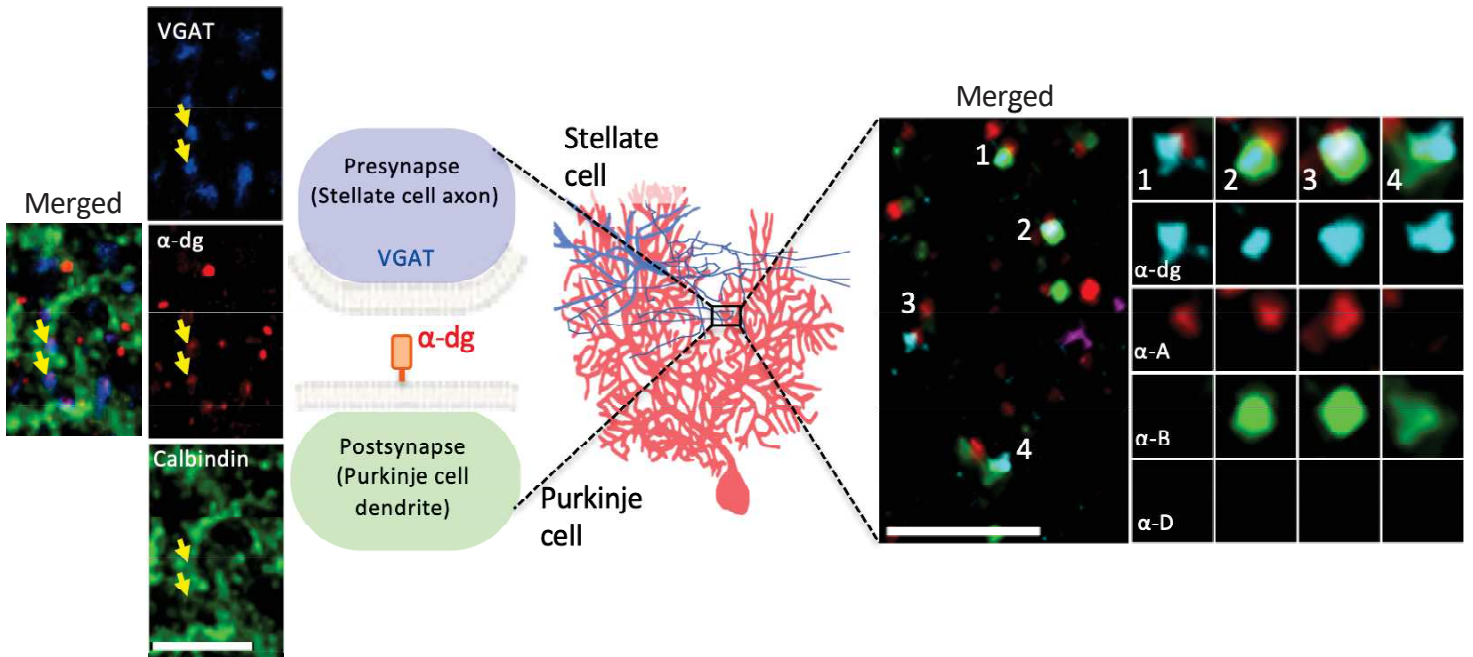 VGAT
Merged
α-dg
Calbindin
Presynapse
(Stellate cell axon)
VGAT
α-dg
Postsynapse
(Purkinje cell
dendrite)
Stellate
cell
Purkinje
cell
Merged
1
2
3
4
1
2
3
4
α-dg
α-A
α-B
α-D